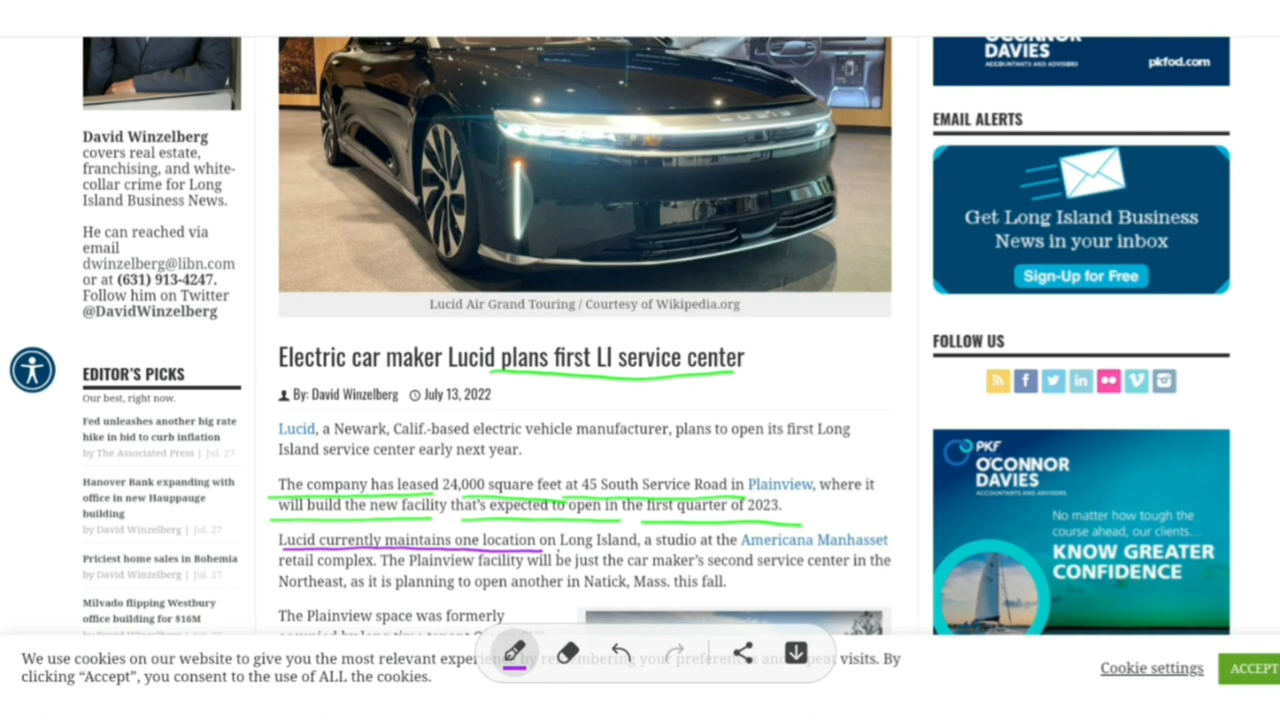 David Winzelberg
covers real estate,
franchising, and white-
collar crime for Long
Island Business News.
He can reached via
email
dwinzelberg@libn.com
or at (631) 913-4247.
Follow him on Twitter
@DavidWinzelberg
EDITOR'S PICKS
Our best, right now.
Fed unleashes another big rate
hike in bid to curb inflation
by The Associated Press | Jul. 27
Hanover Bank expanding with
office in new Hauppauge
building
by David Winzelberg | Jul. 27
Priciest home sales in Bohemia
by David Winzelberg | Jul. 27
Milvado flipping Westbury
office building for $16M
LUCID
Lucid Air Grand Touring / Courtesy of Wikipedia.org
Electric car maker Lucid plans first LI service center
By: David Winzelberg July 13, 2022
Lucid, a Newark, Calif.-based electric vehicle manufacturer, plans to open its first Long
Island service center early next year.
The company has leased 24,000 square feet at 45 South Service Road in Plainview, where it
will build the new facility that's expected to open in the first quarter of 2023.
Lucid currently maintains one location on Long Island, a studio at the Americana Manhasset
retail complex. The Plainview facility will be just the car maker's second service center in the
Northeast, as it is planning to open another in Natick, Mass. this fall.
The Plainview space was formerly
O'CONNOR
DAVIES
ACCOUNTANTS AND ADVISORS
pkfod.com
EMAIL ALERTS
Get Long Island Business
News in your inbox
Sign-Up for Free
FOLLOW US
PKF
O'CONNOR
DAVIES
ACCOUNTANTS AND ADVISORS
No matter how tough the
course ahead, our clients...
KNOW GREATER
CONFIDENCE
We use cookies on our website to give you the most relevant experience by remembering your preferences and repeat visits. By
clicking “Accept”, you consent to the use of ALL the cookies.
Cookie settings
ACCEPT